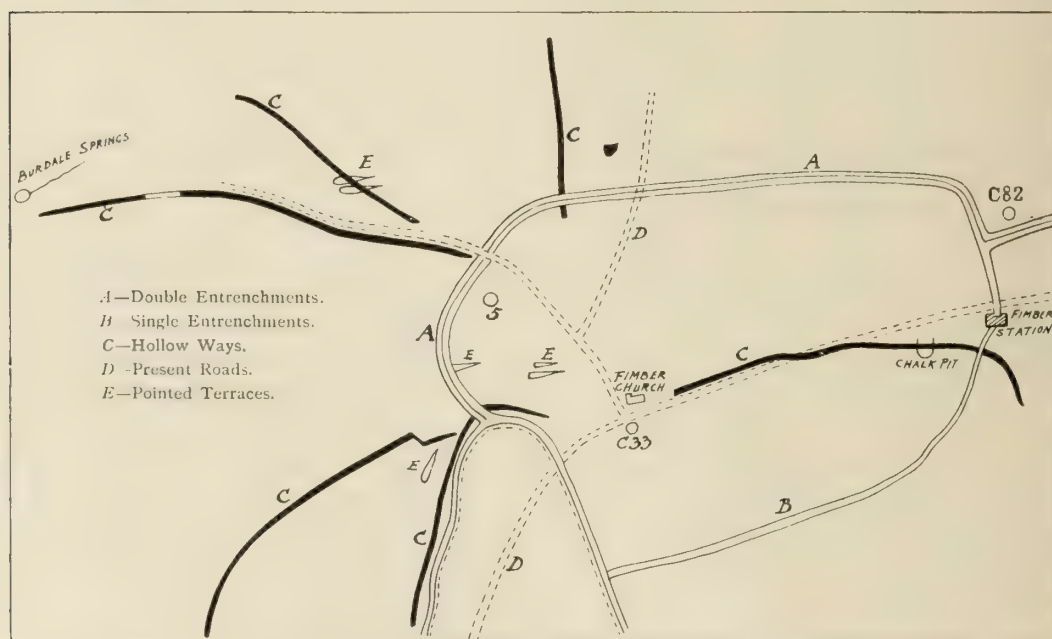 C
C
A
E
BURDALE SPRINGS
C82
C
D
A—Double Entrenchments.
B Single Entrenchments.
C—Hollow Ways.
D -Present Roads.
E—Pointed Terraces.
5
A
FIMBER
STATION
E
E
C
CHALK PIT
FIMBER
CHURCH
C33
E
C
B
C
D